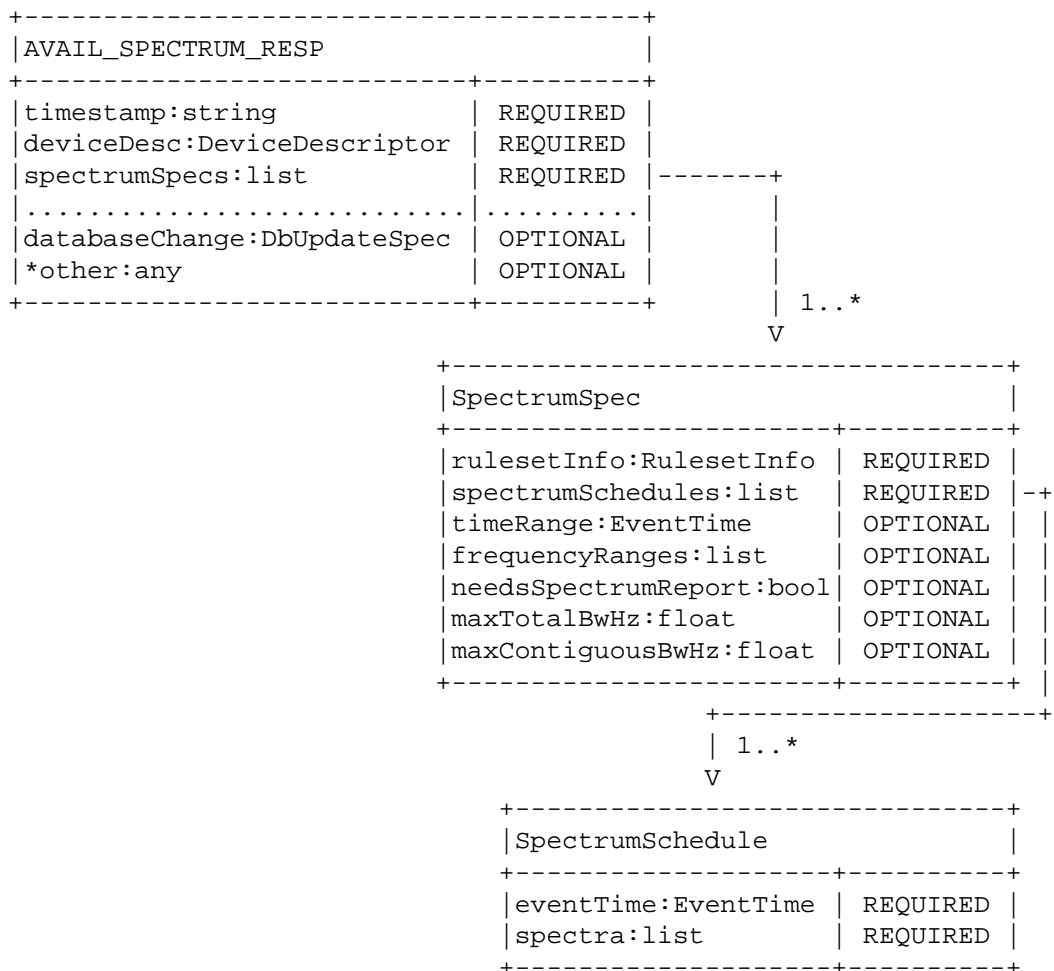 AVAIL_SPECTRUM_RESP
timestamp:string REQUIRED
deviceDesc:DeviceDescriptor REQUIRED
spectrumSpecs:list REQUIRED
databaseChange:DbUpdateSpec OPTIONAL
*other:any OPTIONAL
1..*
V
SpectrumSpec
rulesetInfo:RulesetInfo REQUIRED
spectrumSchedules:list REQUIRED
timeRange:EventTime OPTIONAL
frequencyRanges:list OPTIONAL
needsSpectrumReport:bool OPTIONAL
maxTotalBwHz:float OPTIONAL
maxContiguousBwHz:float OPTIONAL
1..*
V
SpectrumSchedule
eventTime:EventTime REQUIRED
spectra:list REQUIRED